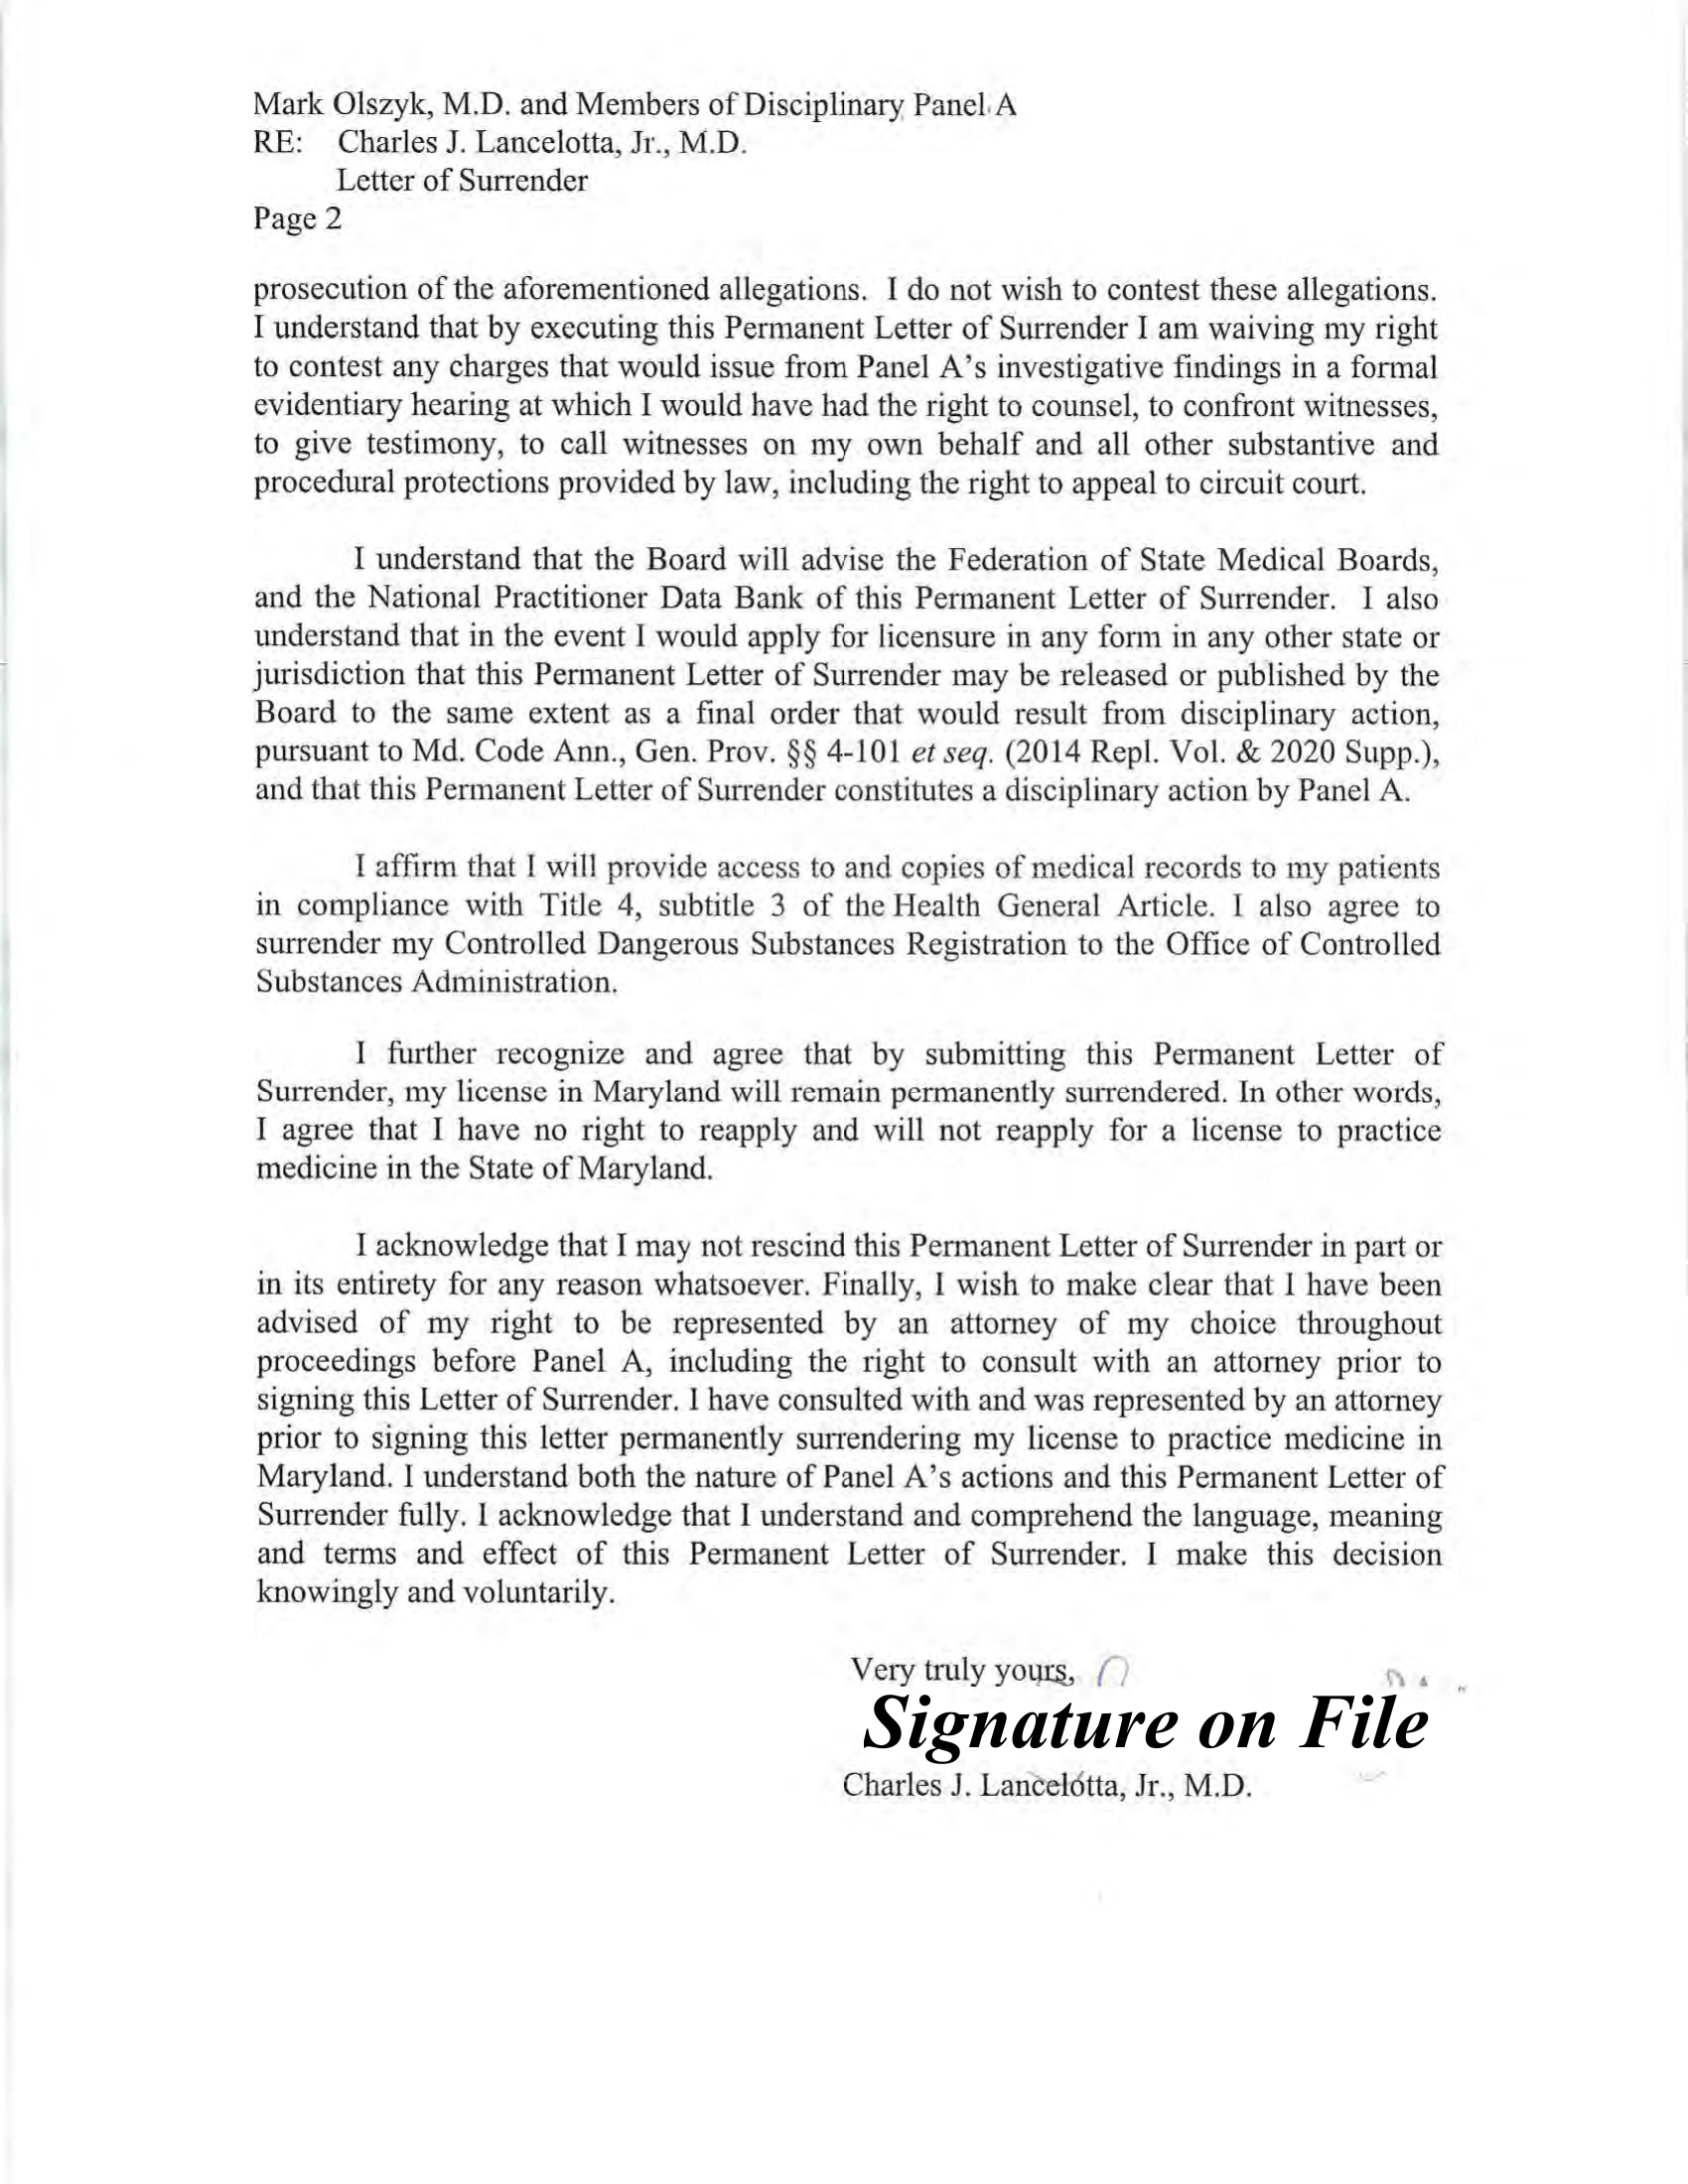 Mark Olszyk, M.D. and Members of Disciplinary Panel A
RE: Charles J. Lancelotta, Jr., M.D.
Letter of Surrender
Page 2
prosecution of the aforementioned allegations. I do not wish to contest these allegations.
I understand that by executing this Permanent Letter of Surrender I am waiving my right
to contest any charges that would issue from Panel A's investigative findings in a formal
evidentiary hearing at which I would have had the right to counsel, to confront witnesses,
to give testimony, to call witnesses on my own behalf and all other substantive and
procedural protections provided by law, including the right to appeal to circuit court.
I understand that the Board will advise the Federation of State Medical Boards,
and the National Practitioner Data Bank of this Permanent Letter of Surrender. I also
understand that in the event I would apply for licensure in any form in any other state or
jurisdiction that this Permanent Letter of Surrender may be released or published by the
Board to the same extent as a final order that would result from disciplinary action,
pursuant to Md. Code Ann., Gen. Prov. §§ 4-101 et seq. (2014 Repl. Vol. & 2020 Supp.),
and that this Permanent Letter of Surrender constitutes a disciplinary action by Panel A.
I affirm that I will provide access to and copies of medical records to my patients
in compliance with Title 4, subtitle 3 of the Health General Article. I also agree to
surrender my Controlled Dangerous Substances Registration to the Office of Controlled
Substances Administration.
I further recognize and agree that by submitting this Permanent Letter of
Surrender, my license in Maryland will remain permanently surrendered. In other words,
I agree that I have no right to reapply and will not reapply for a license to practice
medicine in the State of Maryland.
I acknowledge that I may not rescind this Permanent Letter of Surrender in part or
in its entirety for any reason whatsoever. Finally, I wish to make clear that I have been
advised of my right to be represented by an attorney of my choice throughout
proceedings before Panel A, including the right to consult with an attorney prior to
signing this Letter of Surrender. I have consulted with and was represented by an attorney
prior to signing this letter permanently surrendering my license to practice medicine in
Maryland. I understand both the nature of Panel A's actions and this Permanent Letter of
Surrender fully. I acknowledge that I understand and comprehend the language, meaning
and terms and effect of this Permanent Letter of Surrender. I make this decision
knowingly and voluntarily.
Very truly yours,
Signature on File
Charles J. Lancelotta, Jr., M.D.